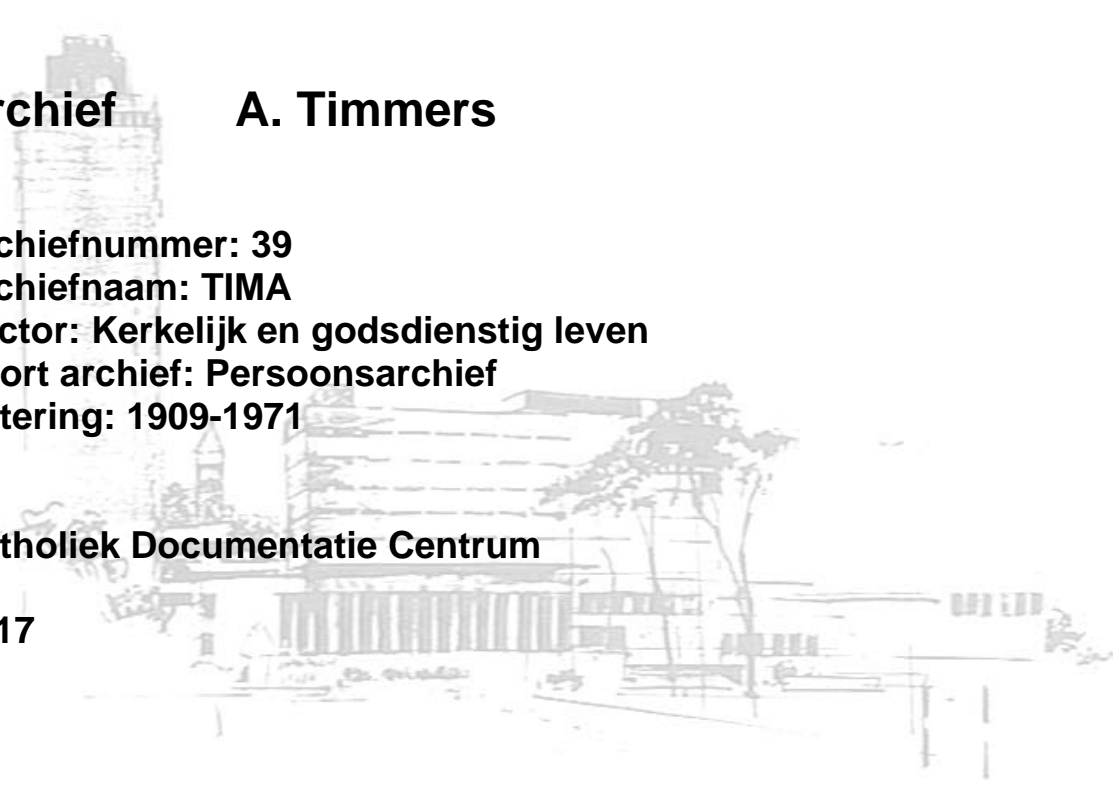 rchief A. Timmers
chiefnummer: 39
chiefnaam: TIMA
ctor: Kerkelijk en godsdienstig leven
ort archief: Persoonsarchief
tering: 1909-1971
tholiek Documentatie Centrum
17